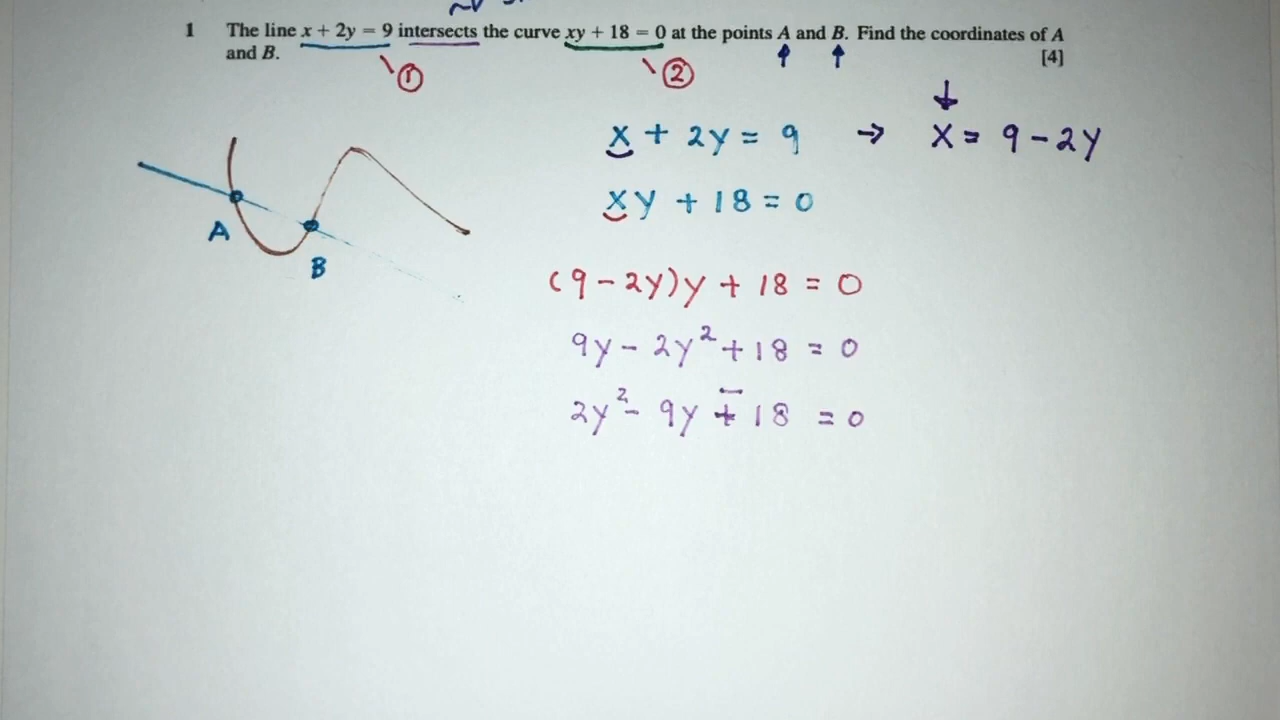 1 The line x + 2y = 9 intersects the curve xy + 18 = 0 at the points A and B. Find the coordinates of A
and B. [4]
① ②
x + 2y = 9 → x = 9 - 2y
xy + 18 = 0
A
B
(9 - 2y)y + 18 = 0
9y - 2y² + 18 = 0
2y² - 9y - 18 = 0